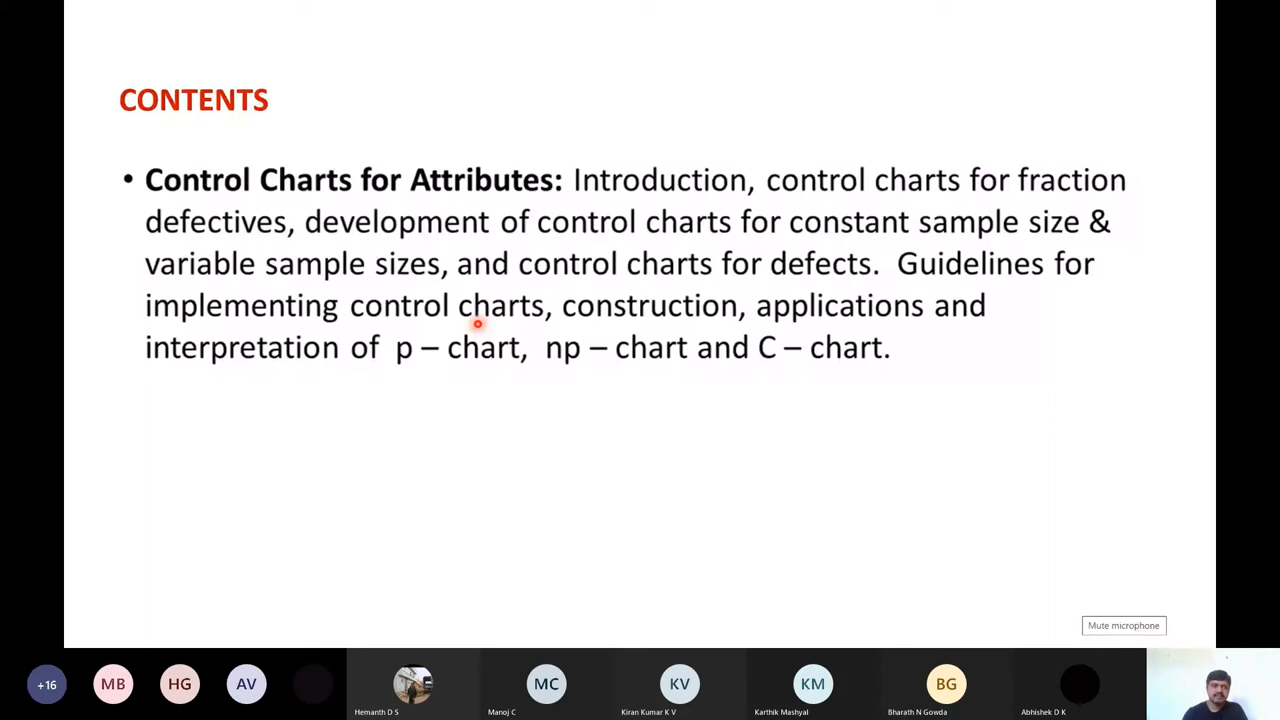 CONTENTS
• Control Charts for Attributes: Introduction, control charts for fraction
defectives, development of control charts for constant sample size &
variable sample sizes, and control charts for defects. Guidelines for
implementing control charts, construction, applications and
interpretation of p – chart, np – chart and C – chart.
Mute microphone
+16
MB
HG
AV
MC
KV
KM
BG
Hemanth D S
Manoj C
Kiran Kumar K V
Karthik Mashyal
Bharath N Gowda
Abhishek D K